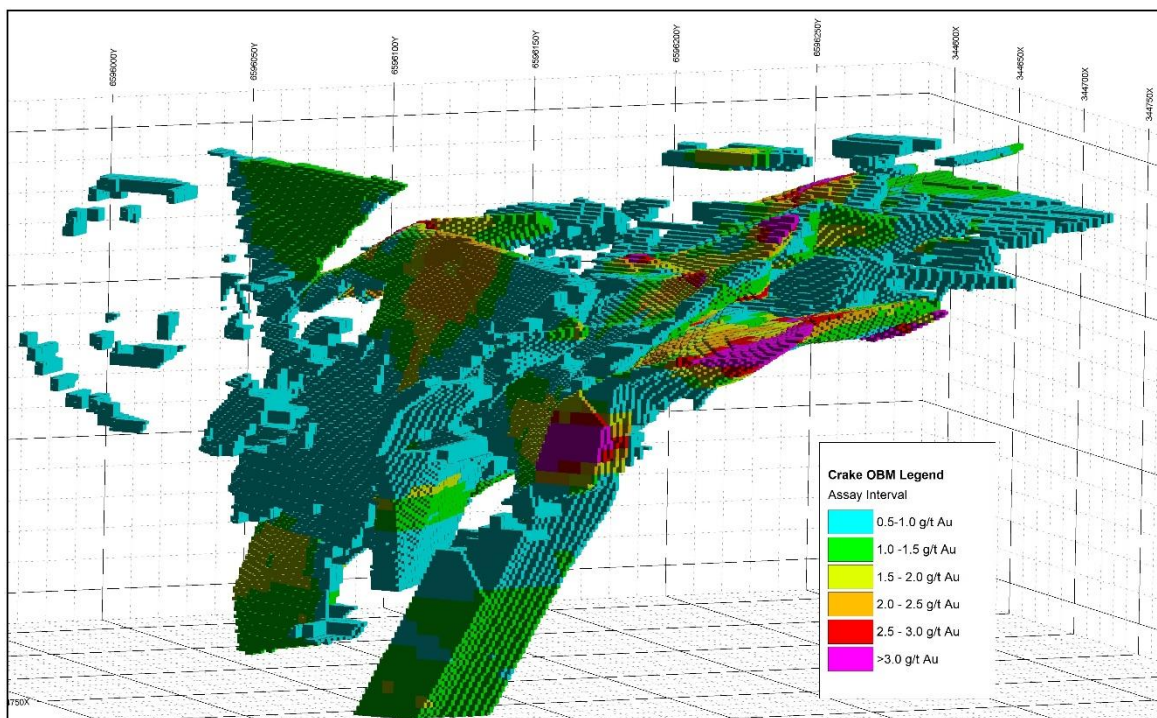 6596000Y
6596050Y
6596100Y
6596150Y
6596200Y
6596250Y
344600X
344650X
344700X
344750X
Crake OBM Legend
Assay Interval
0.5-1.0 g/t Au
1.0 -1.5 g/t Au
1.5 - 2.0 g/t Au
2.0 - 2.5 g/t Au
2.5 - 3.0 g/t Au
>3.0 g/t Au